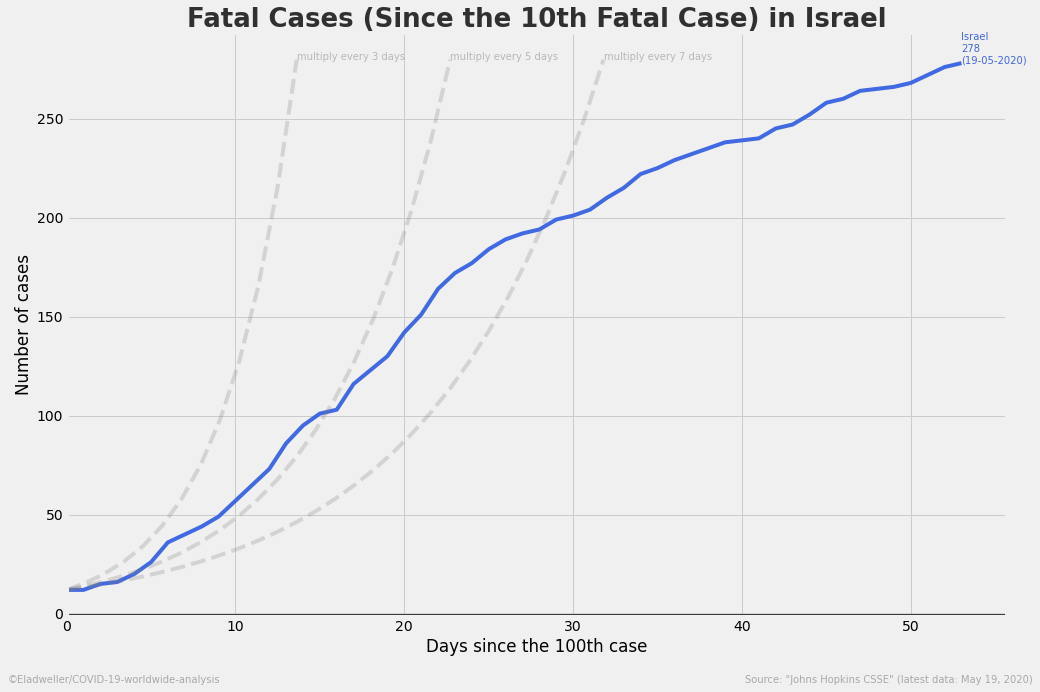 Fatal Cases (Since the 10th Fatal Case) in Israel
Israel
278
(19-05-2020)
multiply every 3 days
multiply every 5 days
multiply every 7 days
250
200
150
100
50
0
Number of cases
0
10
20
30
40
50
Days since the 100th case
©Eladweller/COVID-19-worldwide-analysis
Source: "Johns Hopkins CSSE" (latest data: May 19, 2020)